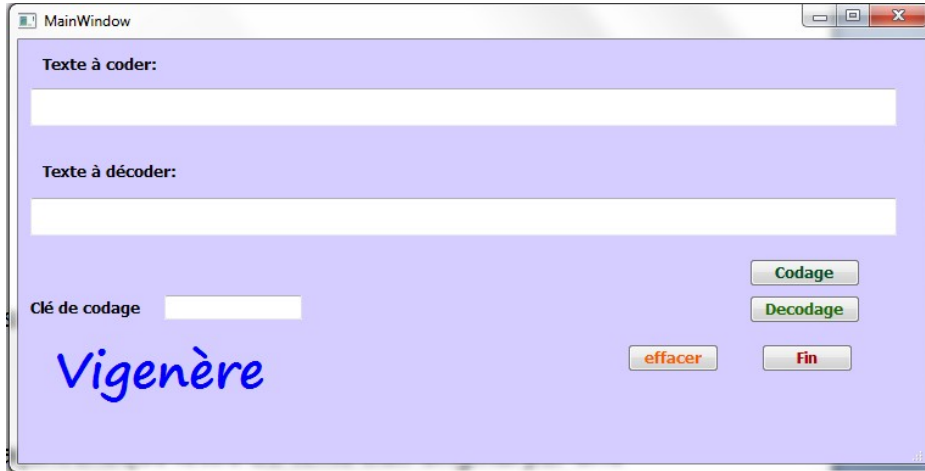 MainWindow
Texte à coder:
Texte à décoder:
Codage
Clé de codage
Decodage
Vigenère
effacer
Fin